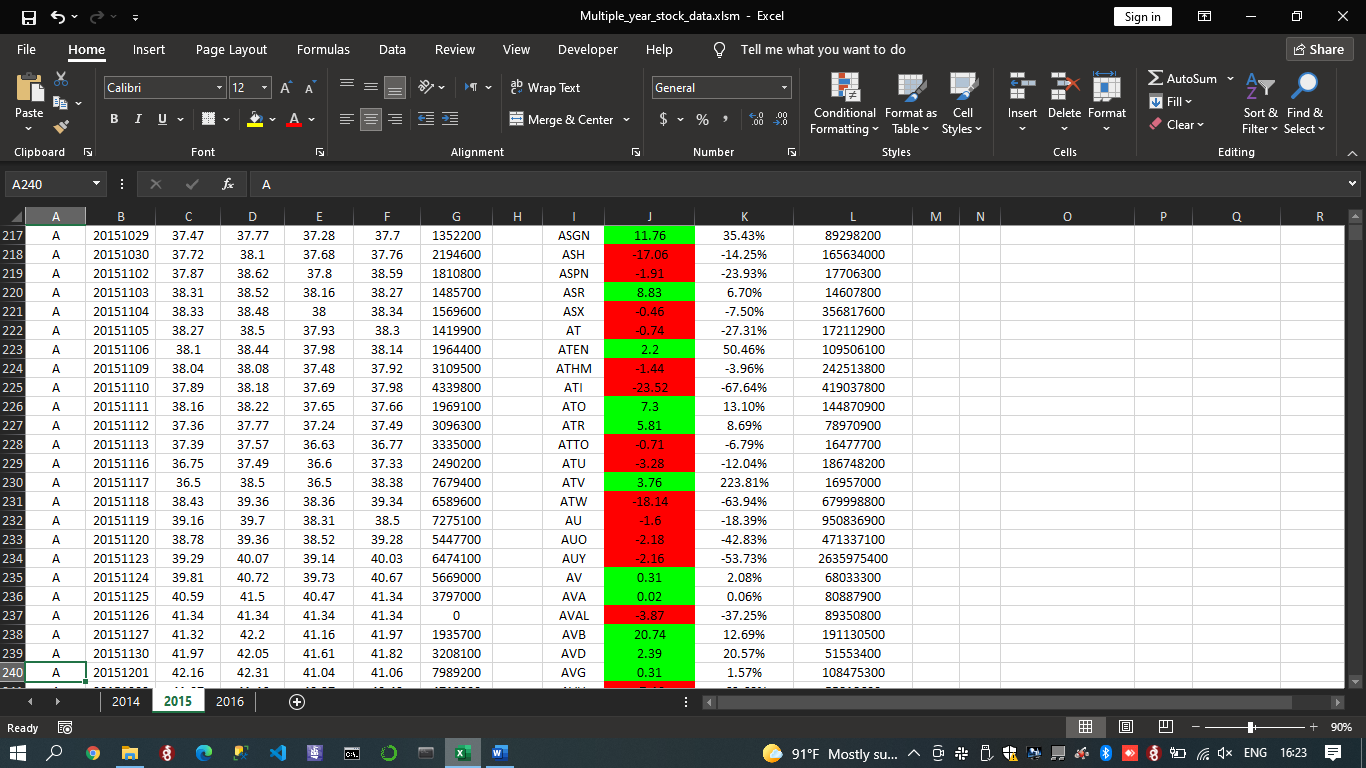 Multiple_year_stock_data.xlsm - Excel
Sign in
File Home Insert Page Layout Formulas Data Review View Developer Help Tell me what you want to do Share
Calibri 12 Wrap Text General AutoSum
Paste Conditional Formatting Format as Table Cell Styles Insert Delete Format Fill Sort & Filter Find & Select
B I U A Merge & Center $ % , Clear
Clipboard Font Alignment Number Styles Cells Editing
A240 fx A
A B C D E F G H I J K L M N O P Q R
217 A 20151029 37.47 37.77 37.28 37.7 1352200 ASGN 11.76 35.43% 89298200
218 A 20151030 37.72 38.1 37.68 37.76 2194600 ASH -17.06 -14.25% 165634000
219 A 20151102 37.87 38.62 37.8 38.59 1810800 ASPN -1.91 -23.93% 17706300
220 A 20151103 38.31 38.52 38.16 38.27 1485700 ASR 8.83 6.70% 14607800
221 A 20151104 38.33 38.48 38 38.34 1569600 ASX -0.46 -7.50% 356817600
222 A 20151105 38.27 38.5 37.93 38.3 1419900 AT -0.74 -27.31% 172112900
223 A 20151106 38.1 38.44 37.98 38.14 1964400 ATEN 2.2 50.46% 109506100
224 A 20151109 38.04 38.08 37.48 37.92 3109500 ATHM -1.44 -3.96% 242513800
225 A 20151110 37.89 38.18 37.69 37.98 4339800 ATI -23.52 -67.64% 419037800
226 A 20151111 38.16 38.22 37.65 37.66 1969100 ATO 7.3 13.10% 144870900
227 A 20151112 37.36 37.77 37.24 37.49 3096300 ATR 5.81 8.69% 78970900
228 A 20151113 37.39 37.57 36.63 36.77 3335000 ATTO -0.71 -6.79% 16477700
229 A 20151116 36.75 37.49 36.6 37.33 2490200 ATU -3.28 -12.04% 186748200
230 A 20151117 36.5 38.5 36.5 38.38 7679400 ATV 3.76 223.81% 16957000
231 A 20151118 38.43 39.36 38.36 39.34 6589600 ATW -18.14 -63.94% 679998800
232 A 20151119 39.16 39.7 38.31 38.5 7275100 AU -1.6 -18.39% 950836900
233 A 20151120 38.78 39.36 38.52 39.28 5447700 AUO -2.18 -42.83% 471337100
234 A 20151123 39.29 40.07 39.14 40.03 6474100 AUY -2.16 -53.73% 2635975400
235 A 20151124 39.81 40.72 39.73 40.67 5669000 AV 0.31 2.08% 68033300
236 A 20151125 40.59 41.5 40.47 41.34 3797000 AVA 0.02 0.06% 80887900
237 A 20151126 41.34 41.34 41.34 41.34 0 AVAL -3.87 -37.25% 89350800
238 A 20151127 41.32 42.2 41.16 41.97 1935700 AVB 20.74 12.69% 191130500
239 A 20151130 41.97 42.05 41.61 41.82 3208100 AVD 2.39 20.57% 51553400
240 A 20151201 42.16 42.31 41.04 41.06 7989200 AVG 0.31 1.57% 108475300
2014 2015 2016
Ready 90%
91°F Mostly su... ENG 16:23